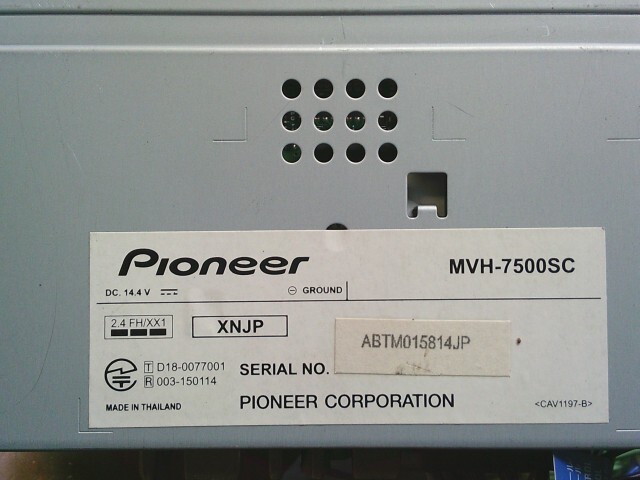 Pioneer
MVH-7500SC
DC. 14.4 V
⊖ GROUND
2.4 FH/XX1
XNJP
T D18-0077001
R 003-150114
SERIAL NO.
ABTM015814JP
MADE IN THAILAND
PIONEER CORPORATION
<CAV1197-B>